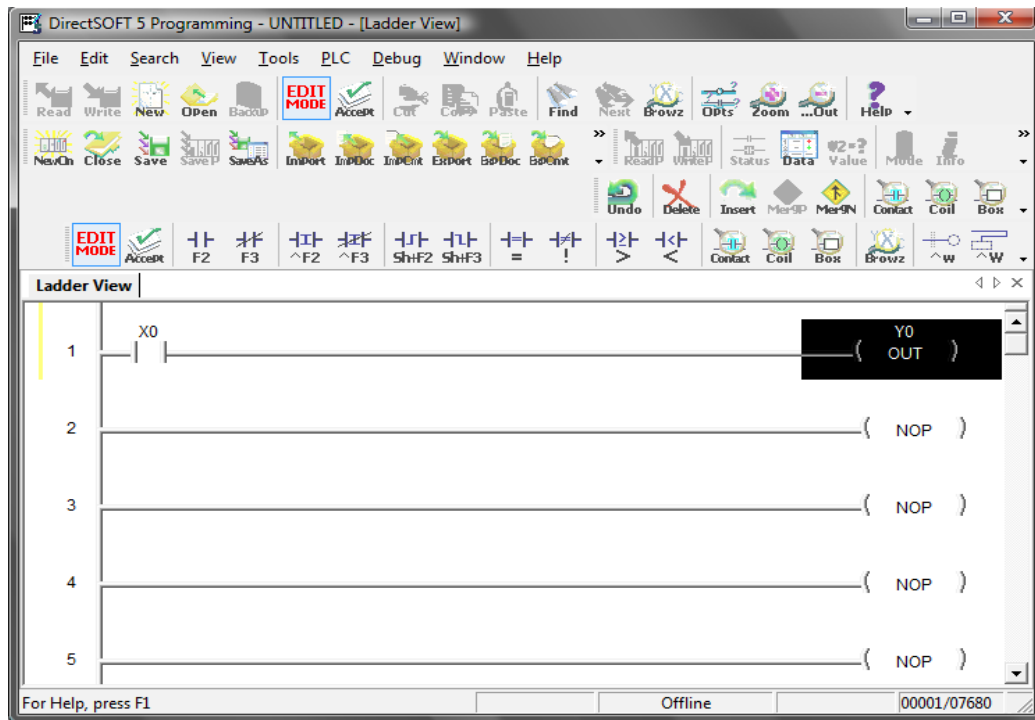 DirectSOFT 5 Programming - UNTITLED - [Ladder View]
File Edit Search View Tools PLC Debug Window Help
Read Write New Open Backup EDIT MODE Accept Cut Copy Paste Find Next Browz Opts Zoom ...Out Help
NewOn Close Save SaveP SaveAs ImPort ImPDoc ImPCmt ExPort ExPDoc ExPCmt » ReadP WriteP Status Data #2=? Value Mode Info »
Undo Delete Insert MergP MergN Contact Coil Box
EDIT MODE Accept F2 F3 ^F2 ^F3 Sh+F2 Sh+F3 = ! > < Contact Coil Box Browz ^w ^W
Ladder View
X0 Y0
1 ( OUT )
2 ( NOP )
3 ( NOP )
4 ( NOP )
5 ( NOP )
For Help, press F1 Offline 00001/07680